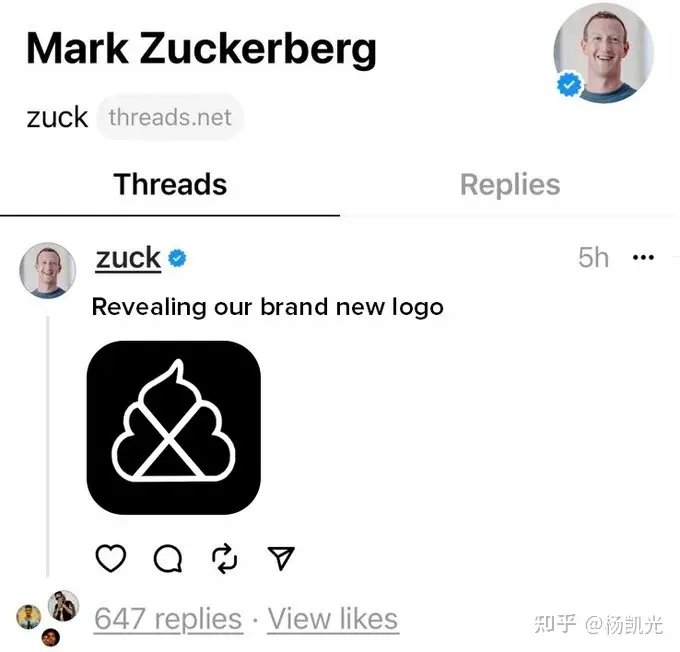 Mark Zuckerberg
zuck threads.net
Threads Replies
zuck 5h
Revealing our brand new logo
647 replies · View likes
知乎 @杨凯光